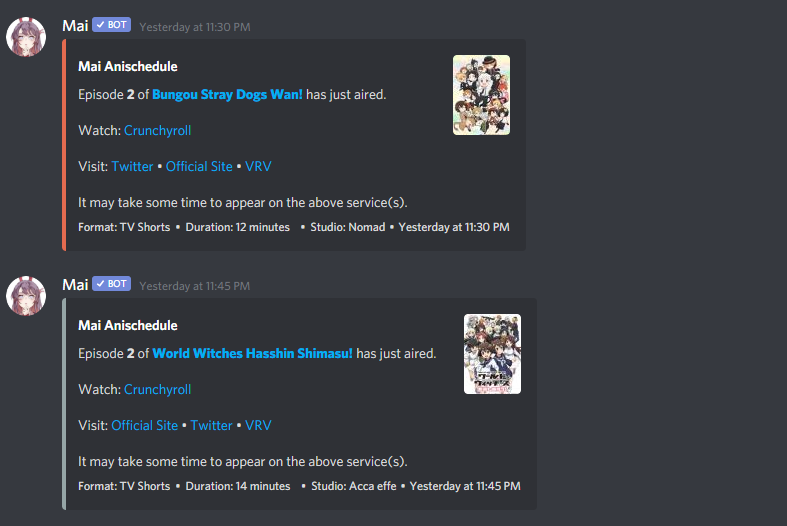 Mai ✓ BOT Yesterday at 11:30 PM
Mai Anischedule
Episode 2 of Bungou Stray Dogs Wan! has just aired.
Watch: Crunchyroll
Visit: Twitter • Official Site • VRV
It may take some time to appear on the above service(s).
Format: TV Shorts • Duration: 12 minutes • Studio: Nomad • Yesterday at 11:30 PM
Mai ✓ BOT Yesterday at 11:45 PM
Mai Anischedule
Episode 2 of World Witches Hasshin Shimasu! has just aired.
Watch: Crunchyroll
Visit: Official Site • Twitter • VRV
It may take some time to appear on the above service(s).
Format: TV Shorts • Duration: 14 minutes • Studio: Acca effe • Yesterday at 11:45 PM